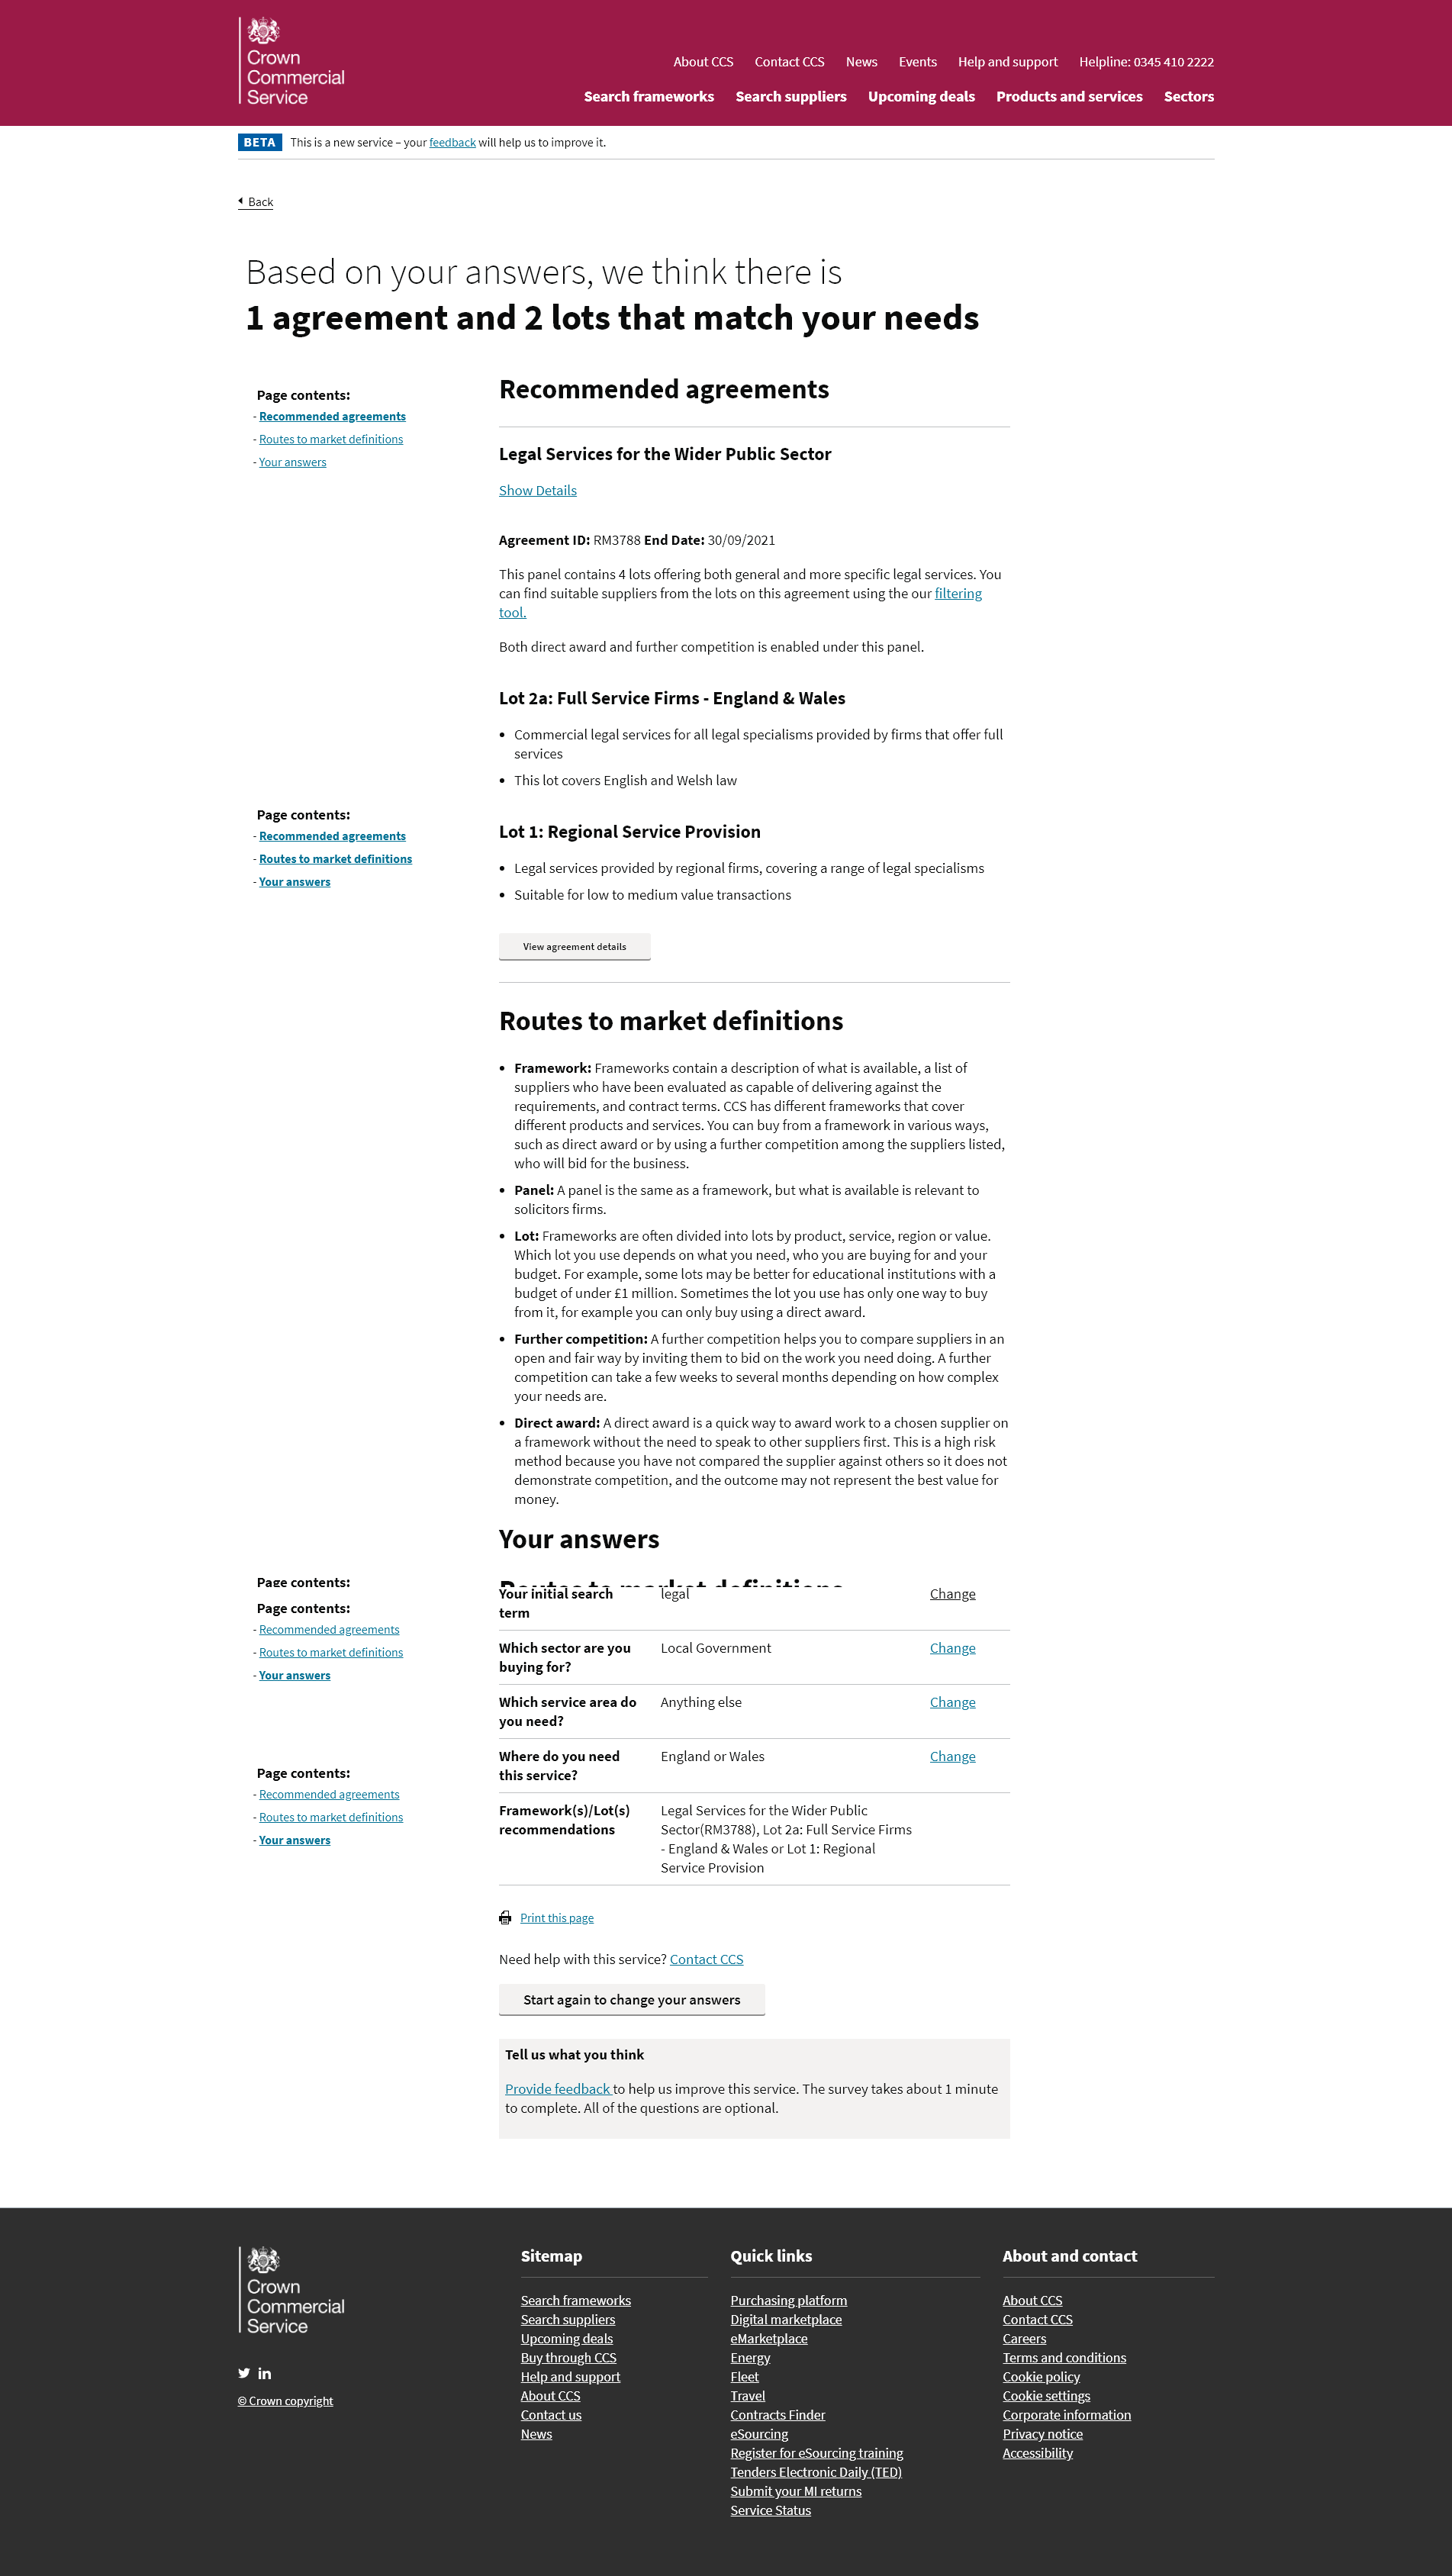 Crown
Commercial
Service
About CCS Contact CCS News Events Help and support Helpline: 0345 410 2222
Search frameworks Search suppliers Upcoming deals Products and services Sectors
BETA This is a new service – your feedback will help us to improve it.
Back
Based on your answers, we think there is
1 agreement and 2 lots that match your needs
Page contents:
- Recommended agreements
- Routes to market definitions
- Your answers
Recommended agreements
Legal Services for the Wider Public Sector
Show Details
Agreement ID: RM3788 End Date: 30/09/2021
This panel contains 4 lots offering both general and more specific legal services. You
can find suitable suppliers from the lots on this agreement using the our filtering
tool.
Both direct award and further competition is enabled under this panel.
Lot 2a: Full Service Firms - England & Wales
• Commercial legal services for all legal specialisms provided by firms that offer full
services
• This lot covers English and Welsh law
Page contents:
- Recommended agreements
- Routes to market definitions
- Your answers
Lot 1: Regional Service Provision
• Legal services provided by regional firms, covering a range of legal specialisms
• Suitable for low to medium value transactions
View agreement details
Routes to market definitions
• Framework: Frameworks contain a description of what is available, a list of
suppliers who have been evaluated as capable of delivering against the
requirements, and contract terms. CCS has different frameworks that cover
different products and services. You can buy from a framework in various ways,
such as direct award or by using a further competition among the suppliers listed,
who will bid for the business.
• Panel: A panel is the same as a framework, but what is available is relevant to
solicitors firms.
• Lot: Frameworks are often divided into lots by product, service, region or value.
Which lot you use depends on what you need, who you are buying for and your
budget. For example, some lots may be better for educational institutions with a
budget of under £1 million. Sometimes the lot you use has only one way to buy
from it, for example you can only buy using a direct award.
• Further competition: A further competition helps you to compare suppliers in an
open and fair way by inviting them to bid on the work you need doing. A further
competition can take a few weeks to several months depending on how complex
your needs are.
• Direct award: A direct award is a quick way to award work to a chosen supplier on
a framework without the need to speak to other suppliers first. This is a high risk
method because you have not compared the supplier against others so it does not
demonstrate competition, and the outcome may not represent the best value for
money.
Your answers
Page contents:
Routes to market definitions
Page contents:
- Recommended agreements
- Routes to market definitions
- Your answers
Your initial search legal Change
term
Which sector are you Local Government Change
buying for?
Which service area do Anything else Change
you need?
Where do you need England or Wales Change
this service?
Page contents:
- Recommended agreements
- Routes to market definitions
- Your answers
Framework(s)/Lot(s) Legal Services for the Wider Public
recommendations Sector(RM3788), Lot 2a: Full Service Firms
- England & Wales or Lot 1: Regional
Service Provision
Print this page
Need help with this service? Contact CCS
Start again to change your answers
Tell us what you think
Provide feedback to help us improve this service. The survey takes about 1 minute
to complete. All of the questions are optional.
Crown
Commercial
Service
© Crown copyright
Sitemap
Search frameworks
Search suppliers
Upcoming deals
Buy through CCS
Help and support
About CCS
Contact us
News
Quick links
Purchasing platform
Digital marketplace
eMarketplace
Energy
Fleet
Travel
Contracts Finder
eSourcing
Register for eSourcing training
Tenders Electronic Daily (TED)
Submit your MI returns
Service Status
About and contact
About CCS
Contact CCS
Careers
Terms and conditions
Cookie policy
Cookie settings
Corporate information
Privacy notice
Accessibility